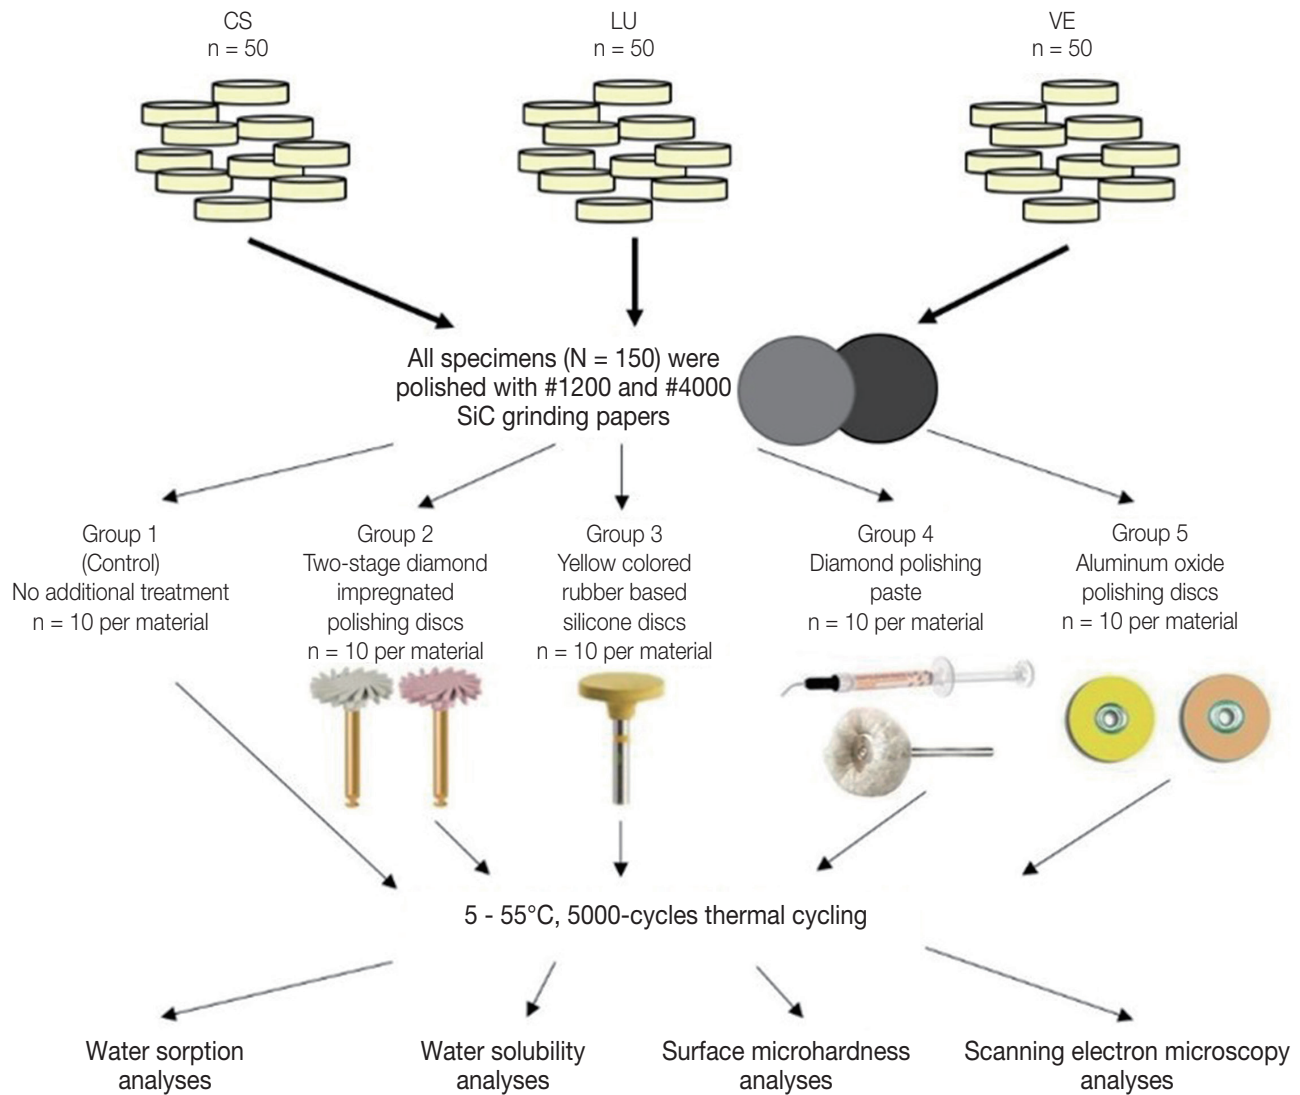 CS
n = 50
LU
n = 50
VE
n = 50
All specimens (N = 150) were
polished with #1200 and #4000
SiC grinding papers
Group 1
(Control)
No additional treatment
n = 10 per material
Group 2
Two-stage diamond
impregnated
polishing discs
n = 10 per material
Group 3
Yellow colored
rubber based
silicone discs
n = 10 per material
Group 4
Diamond polishing
paste
n = 10 per material
Group 5
Aluminum oxide
polishing discs
n = 10 per material
5 - 55°C, 5000-cycles thermal cycling
Water sorption
analyses
Water solubility
analyses
Surface microhardness
analyses
Scanning electron microscopy
analyses